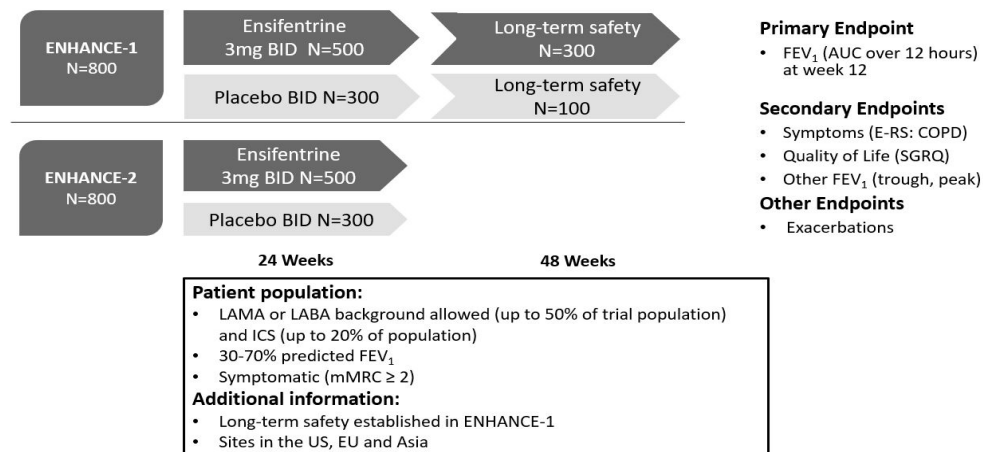 ENHANCE-1
N=800
Ensifentrine
3mg BID N=500
Long-term safety
N=300
Placebo BID N=300
Long-term safety
N=100
ENHANCE-2
N=800
Ensifentrine
3mg BID N=500
Placebo BID N=300
24 Weeks
48 Weeks
Primary Endpoint
• FEV₁ (AUC over 12 hours)
at week 12
Secondary Endpoints
• Symptoms (E-RS: COPD)
• Quality of Life (SGRQ)
• Other FEV₁ (trough, peak)
Other Endpoints
• Exacerbations
Patient population:
• LAMA or LABA background allowed (up to 50% of trial population)
and ICS (up to 20% of population)
• 30-70% predicted FEV₁
• Symptomatic (mMRC ≥ 2)
Additional information:
• Long-term safety established in ENHANCE-1
• Sites in the US, EU and Asia